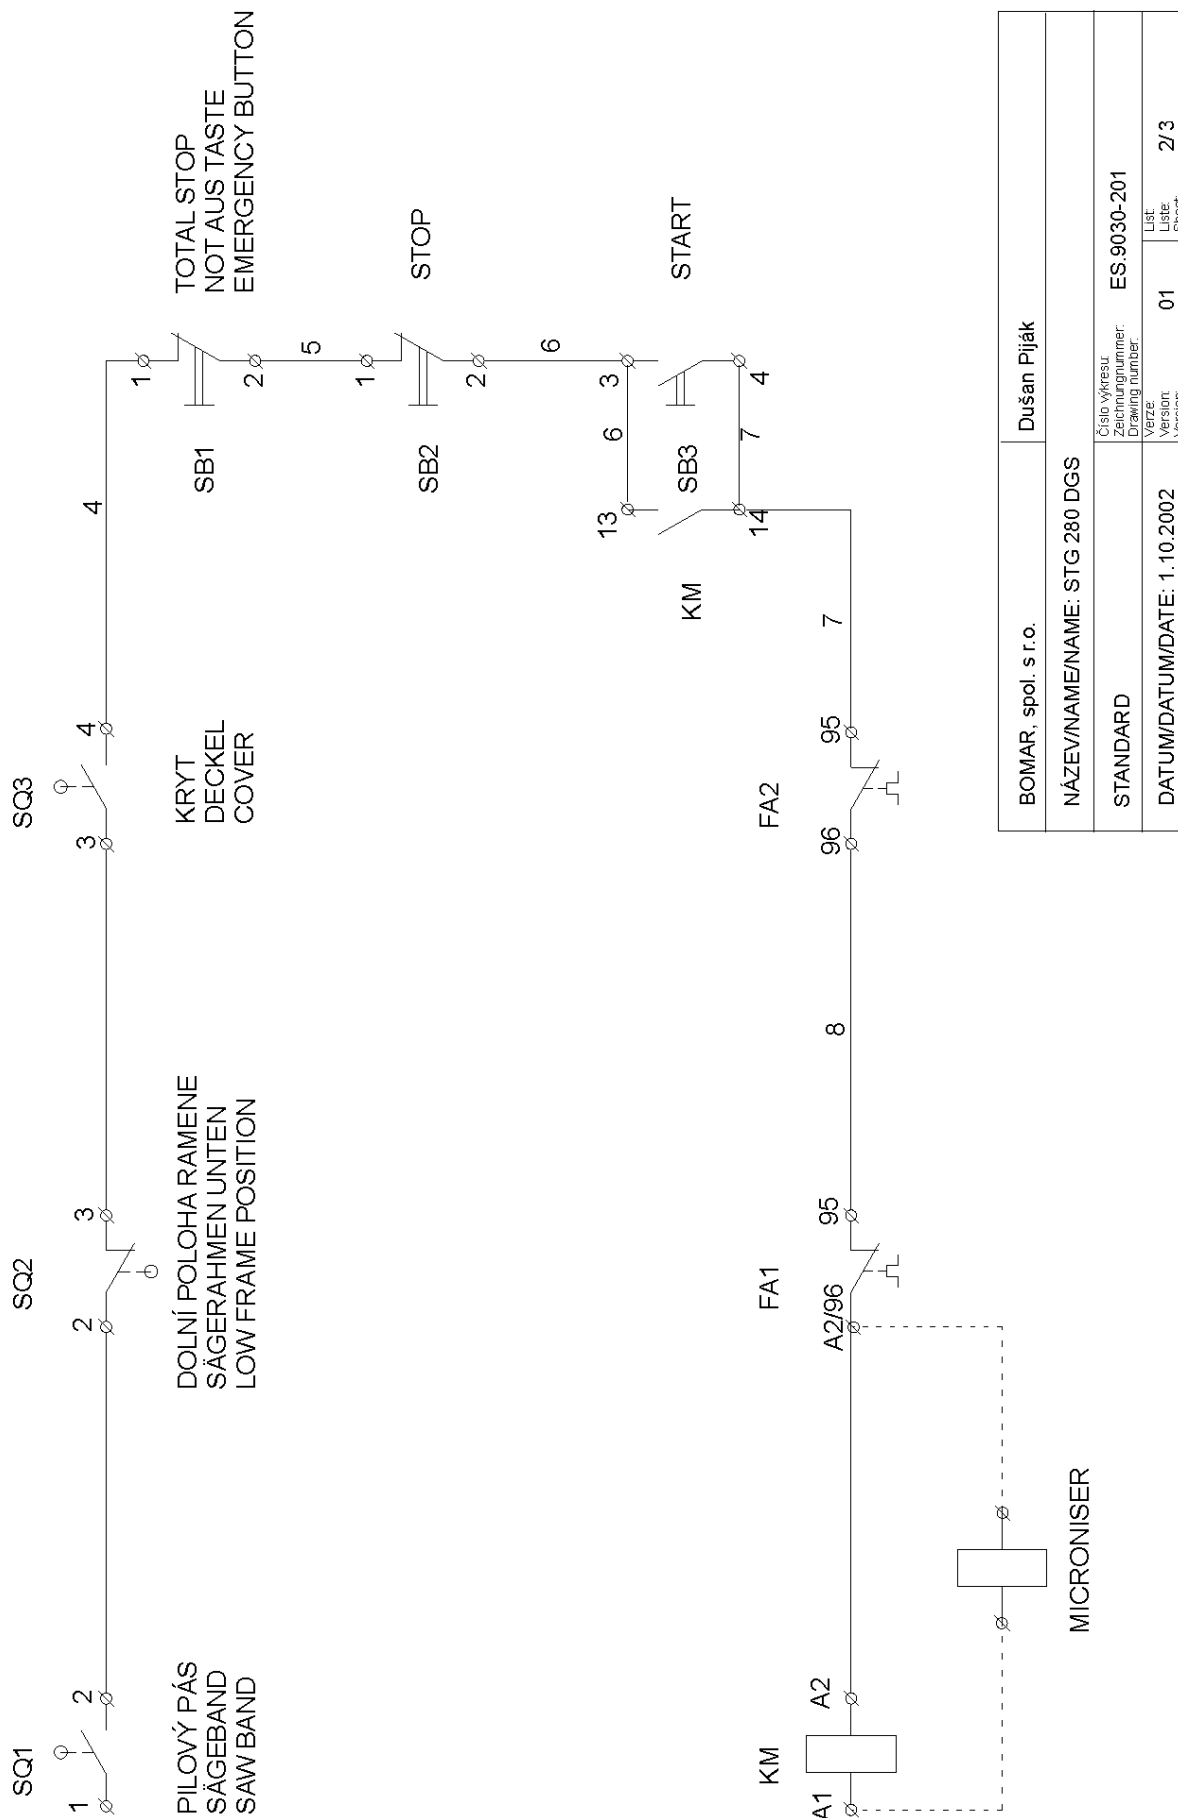 SQ1
1
2
PILOVÝ PÁS
SÄGEBAND
SAW BAND
SQ2
2
3
DOLNÍ POLOHA RAMENE
SÄGERAHMEN UNTEN
LOW FRAME POSITION
SQ3
3
4
KRYT
DECKEL
COVER
4
1
2
SB1
TOTAL STOP
NOT AUS TASTE
EMERGENCY BUTTON
5
1
2
SB2
STOP
6
3
4
SB3
START
6
7
13
14
KM
7
95
96
FA2
8
95
A2/96
FA1
A2
A1
KM
MICRONISER
BOMAR, spol. s r.o.
Dušan Piják
NÁZEV/NAME/NAME: STG 280 DGS
STANDARD
Číslo výkresu:
Zeichnungnummer:
Drawing number:
ES.9030-201
DATUM/DATUM/DATE: 1.10.2002
Verze:
Version:
Version:
01
List:
Liste:
Sheet:
2/3